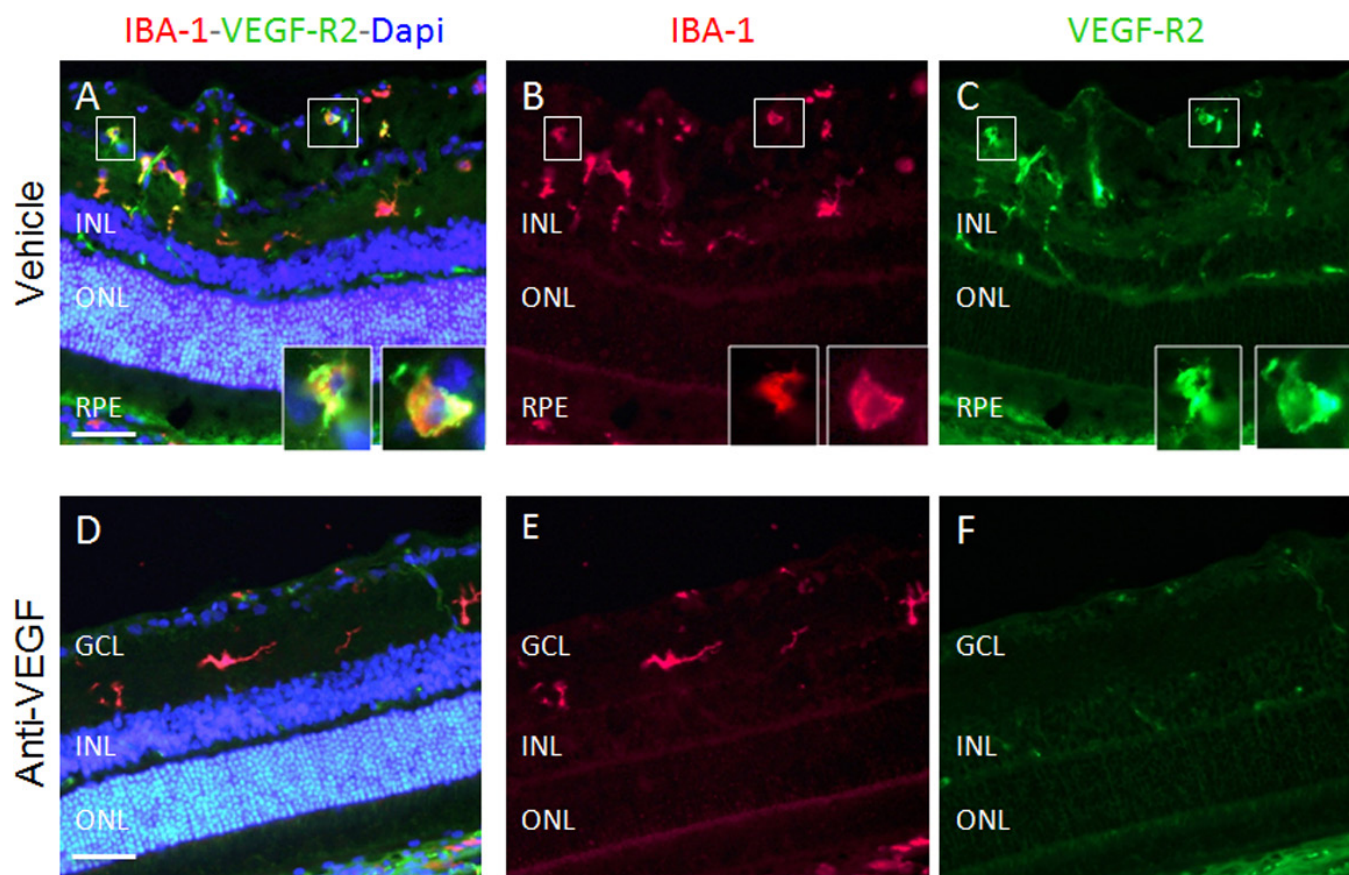 IBA-1-VEGF-R2-Dapi
IBA-1
VEGF-R2
Vehicle
A
INL
ONL
RPE
B
INL
ONL
RPE
C
INL
ONL
RPE
Anti-VEGF
D
GCL
INL
ONL
E
GCL
INL
ONL
F
GCL
INL
ONL